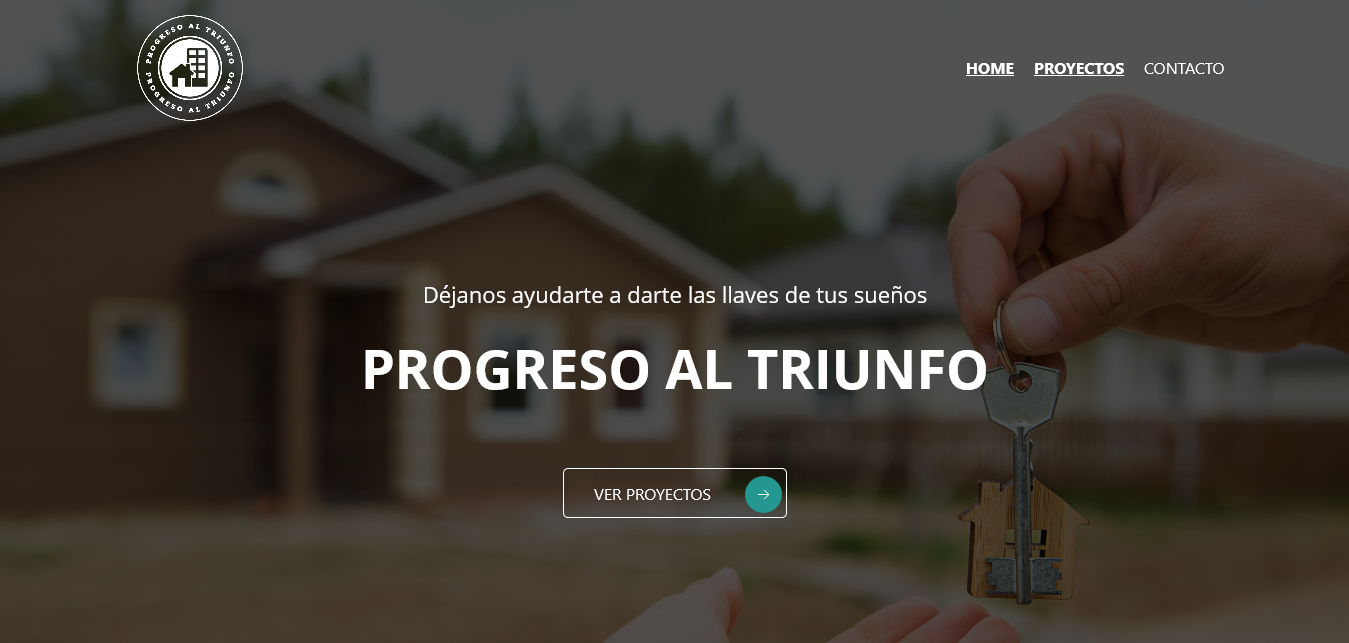 PROGRESO AL TRIUNFO
PROGRESO AL TRIUNFO
HOME PROYECTOS CONTACTO
Déjanos ayudarte a darte las llaves de tus sueños
PROGRESO AL TRIUNFO
VER PROYECTOS